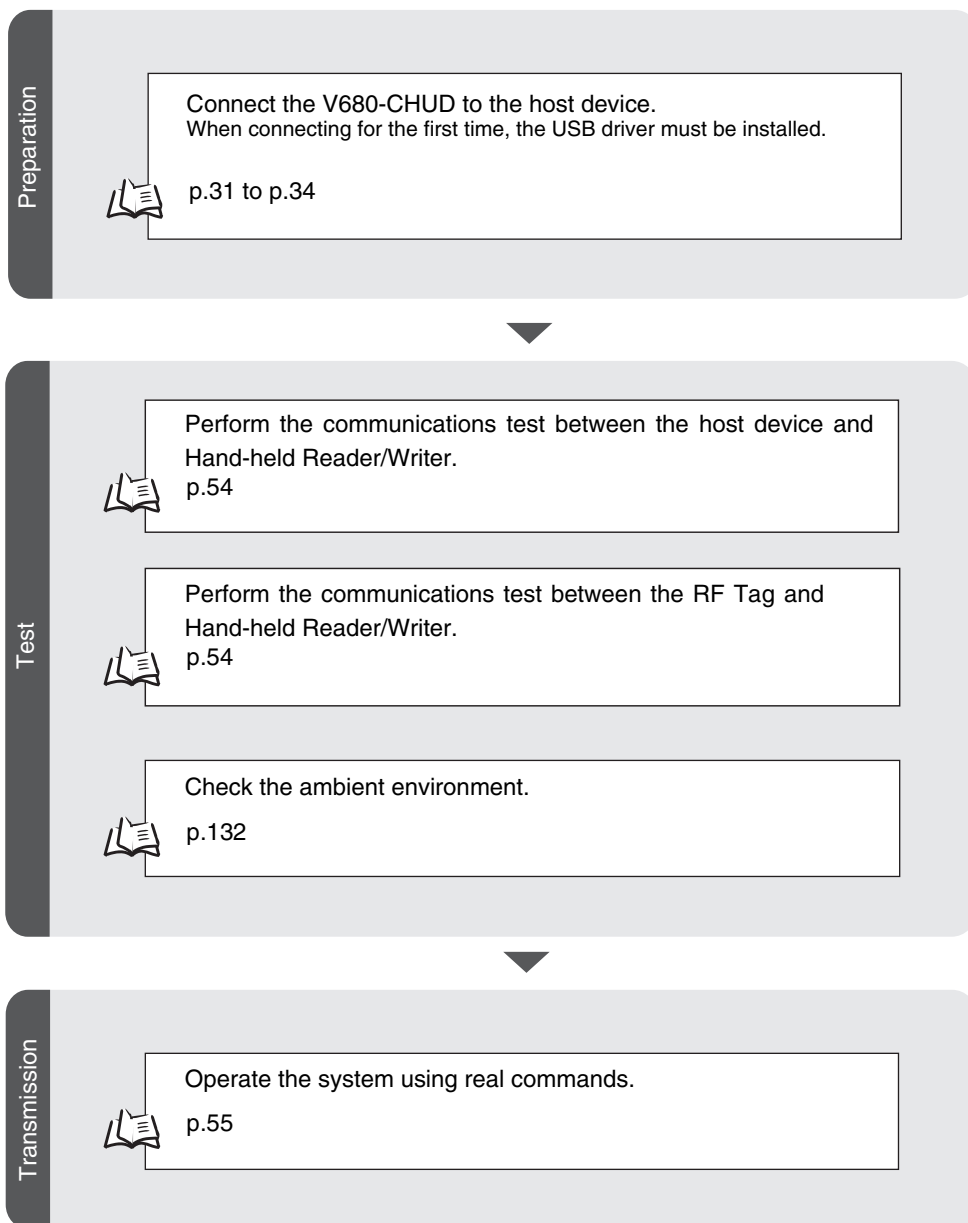 Preparation
Connect the V680-CHUD to the host device.
When connecting for the first time, the USB driver must be installed.
p.31 to p.34
Test
Perform the communications test between the host device and
Hand-held Reader/Writer.
p.54
Perform the communications test between the RF Tag and
Hand-held Reader/Writer.
p.54
Check the ambient environment.
p.132
Transmission
Operate the system using real commands.
p.55